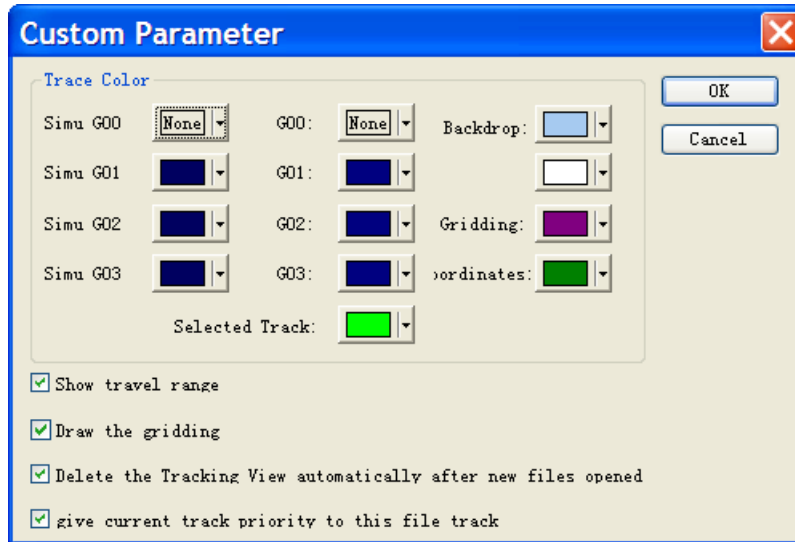 Custom Parameter
Trace Color
OK
Cancel
Simu G00 None G00: None Backdrop:
Simu G01 G01:
Simu G02 G02: Gridding:
Simu G03 G03: oordinates:
Selected Track:
Show travel range
Draw the gridding
Delete the Tracking View automatically after new files opened
give current track priority to this file track